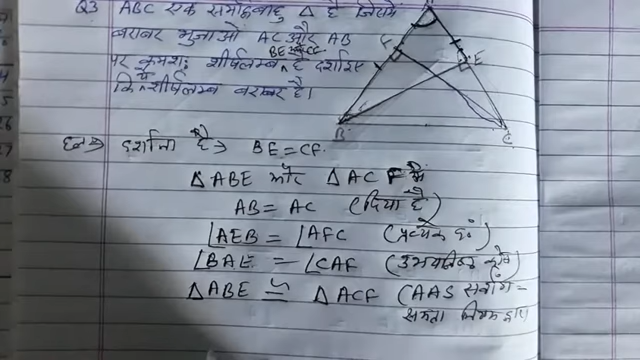 Q3 ABC एक समद्विबाहु △ है जिसमें
बराबर भुजाओं AC और AB
पर क्रमशः शीर्षलम्ब BE और CF है दर्शाइए
कि ये शीर्षलम्ब बराबर है।
A
F
E
B
C
हल⇒ दर्शाना है⇒ BE=CF.
△ABE और △ACF में
AB = AC (दिया है)
∠AEB = ∠AFC (प्रत्येक 90)
∠BAE = ∠CAF (उभयनिष्ठ कोण)
△ABE ≅ △ACF (AAS सर्वांग-
समता नियम द्वारा